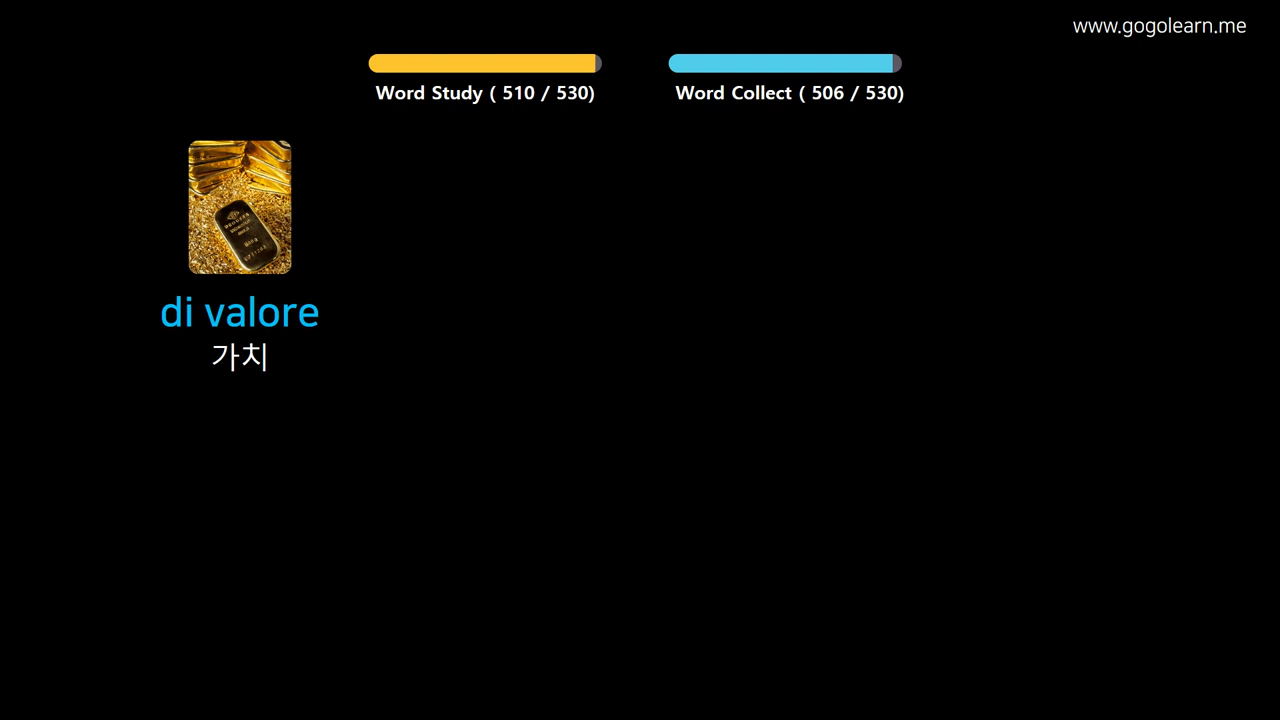 www.gogolearn.me
Word Study ( 510 / 530)
Word Collect ( 506 / 530)
di valore
가치